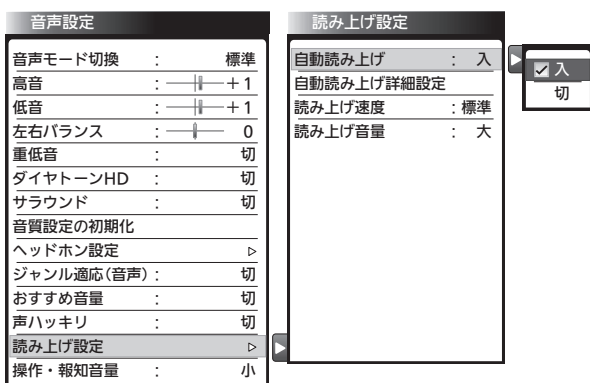 音声設定
音声モード切換 : 標準
高音 : +1
低音 : +1
左右バランス : 0
重低音 : 切
ダイヤトーンHD : 切
サラウンド : 切
音質設定の初期化
ヘッドホン設定
ジャンル適応(音声) : 切
おすすめ音量 : 切
声ハッキリ : 切
読み上げ設定
操作・報知音量 : 小
読み上げ設定
自動読み上げ : 入
自動読み上げ詳細設定
読み上げ速度 : 標準
読み上げ音量 : 大
入
切